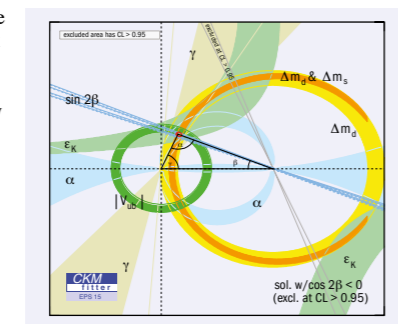 e
excluded area has CL > 0.95
excluded at CL > 0.95
γ
Δm_d & Δm_s
sin 2β
Δm_d
ε_K
α
β
α
α
|V_ub|
ε_K
γ
sol. w/cos 2β < 0
(excl. at CL > 0.95)
CKM
fitter
EPS 15